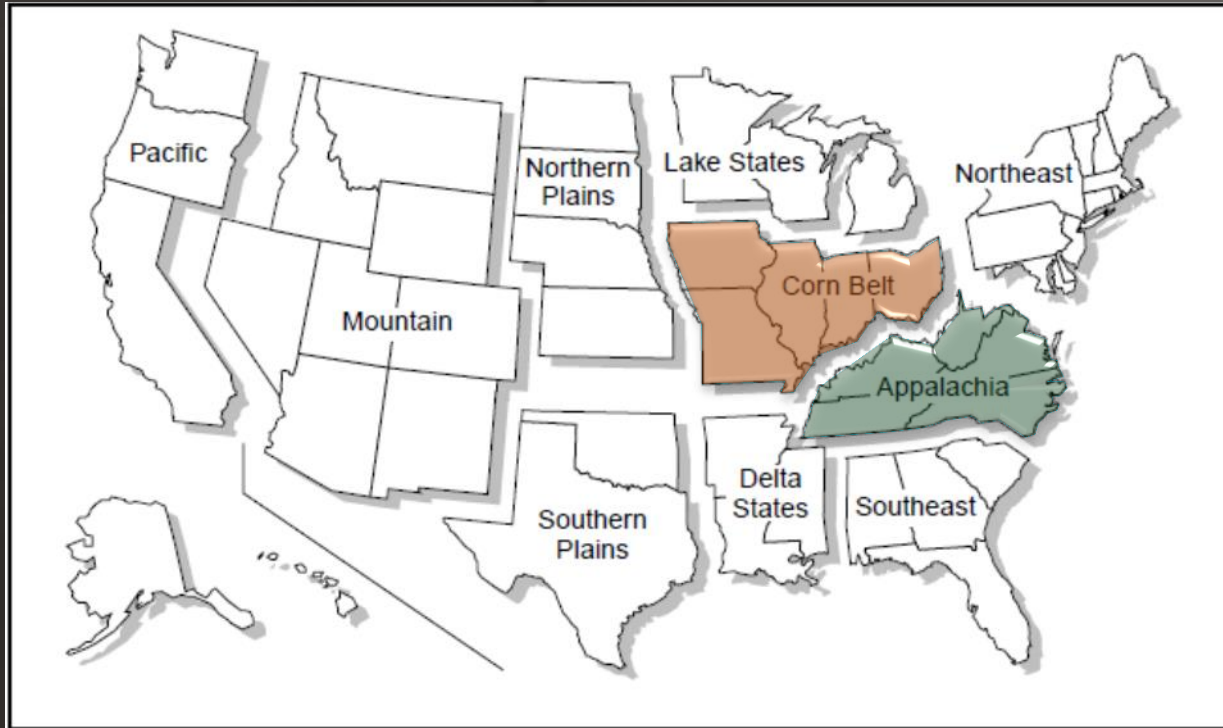 Pacific
Northern
Plains
Lake States
Northeast
Corn Belt
Mountain
Appalachia
Delta
States
Southeast
Southern
Plains